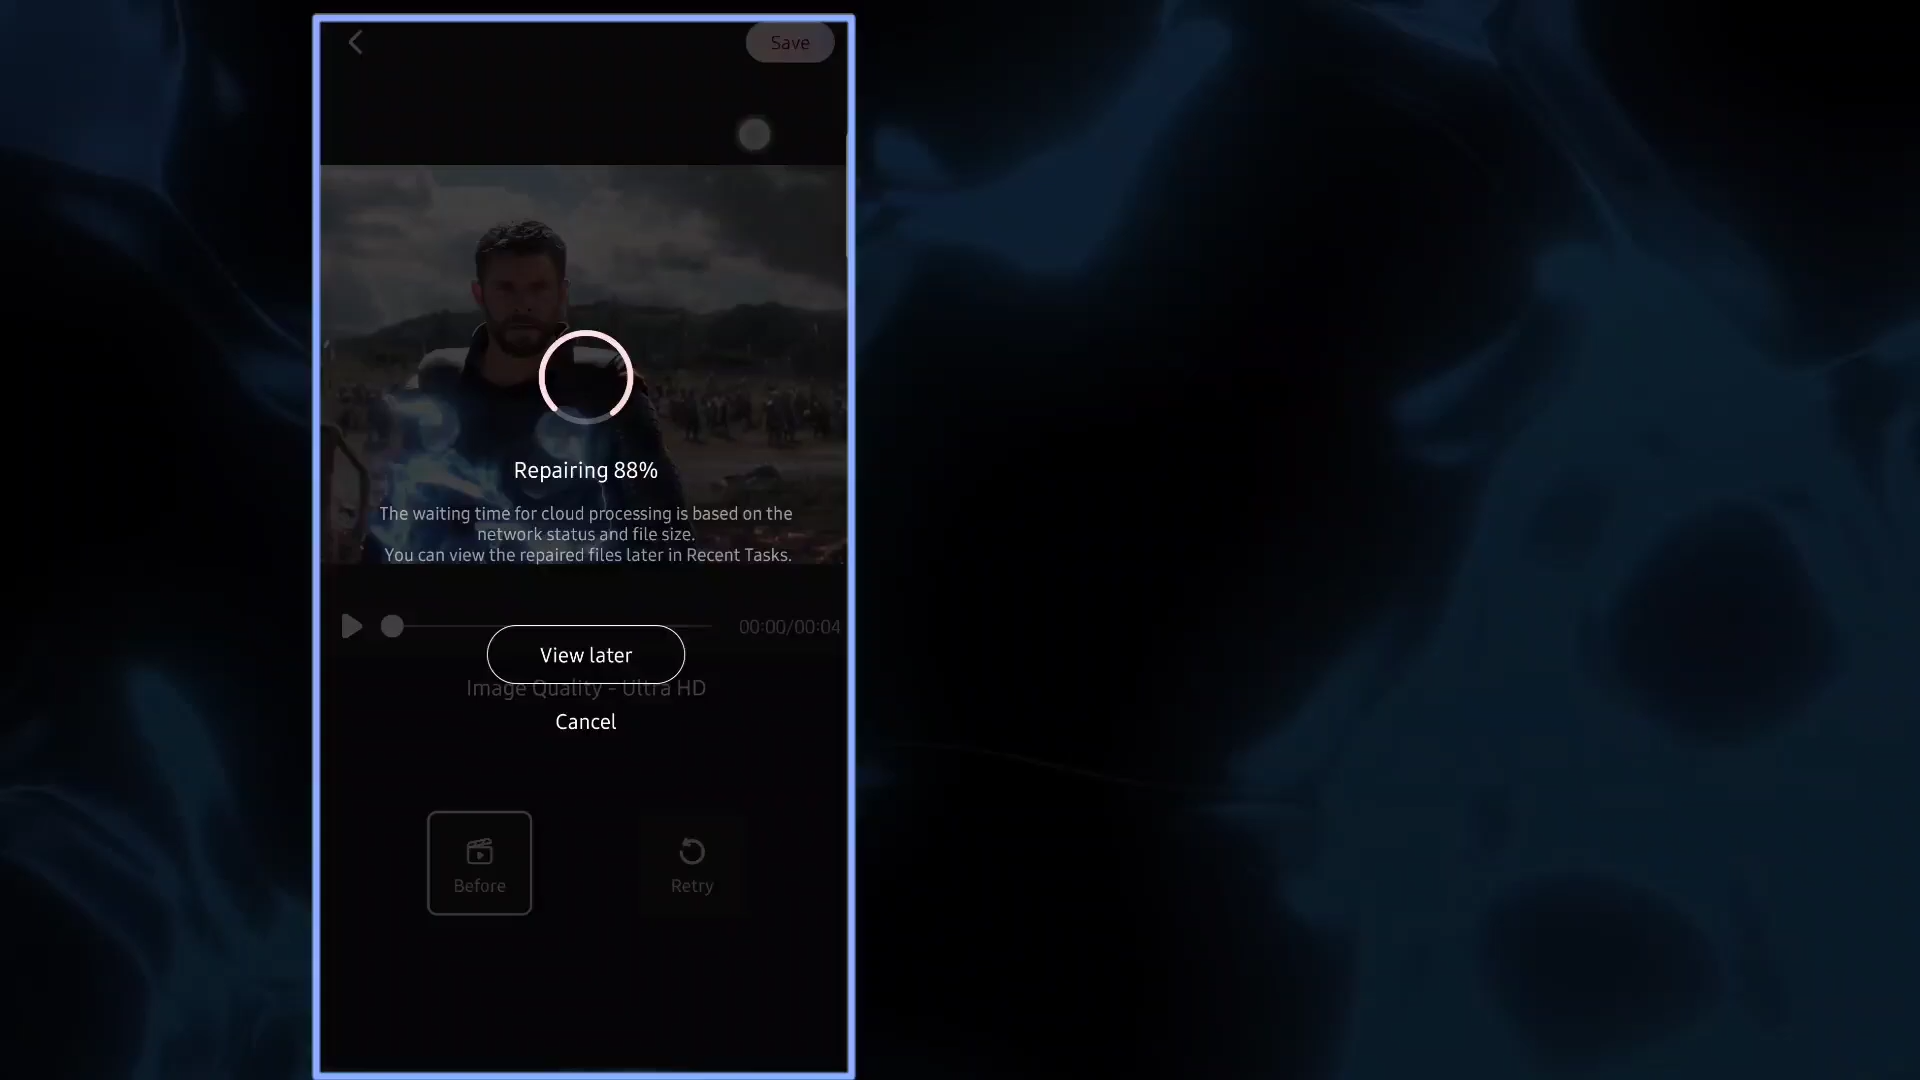 Save
Repairing 88%
The waiting time for cloud processing is based on the
network status and file size.
You can view the repaired files later in Recent Tasks.
00:00/00:04
View later
Image Quality - Ultra HD
Cancel
Before
Retry